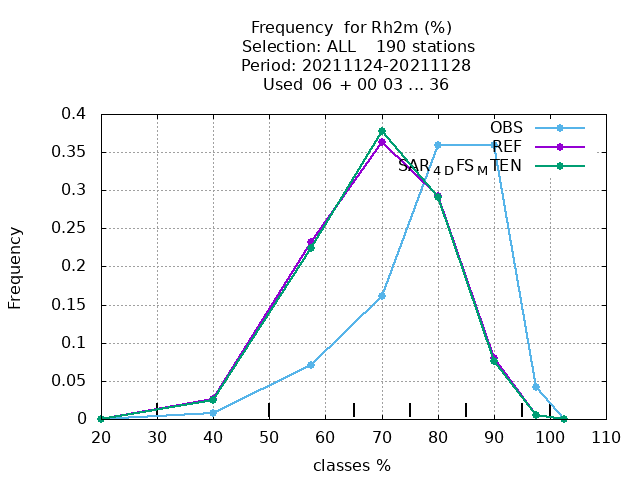 Frequency for Rh2m (%)
Selection: ALL 190 stations
Period: 20211124-20211128
Used 06 + 00 03 ... 36
0.4
0.35
0.3
0.25
0.2
0.15
0.1
0.05
0
Frequency
OBS
REF
SAR4DFSMTEN
20 30 40 50 60 70 80 90 100 110
classes %